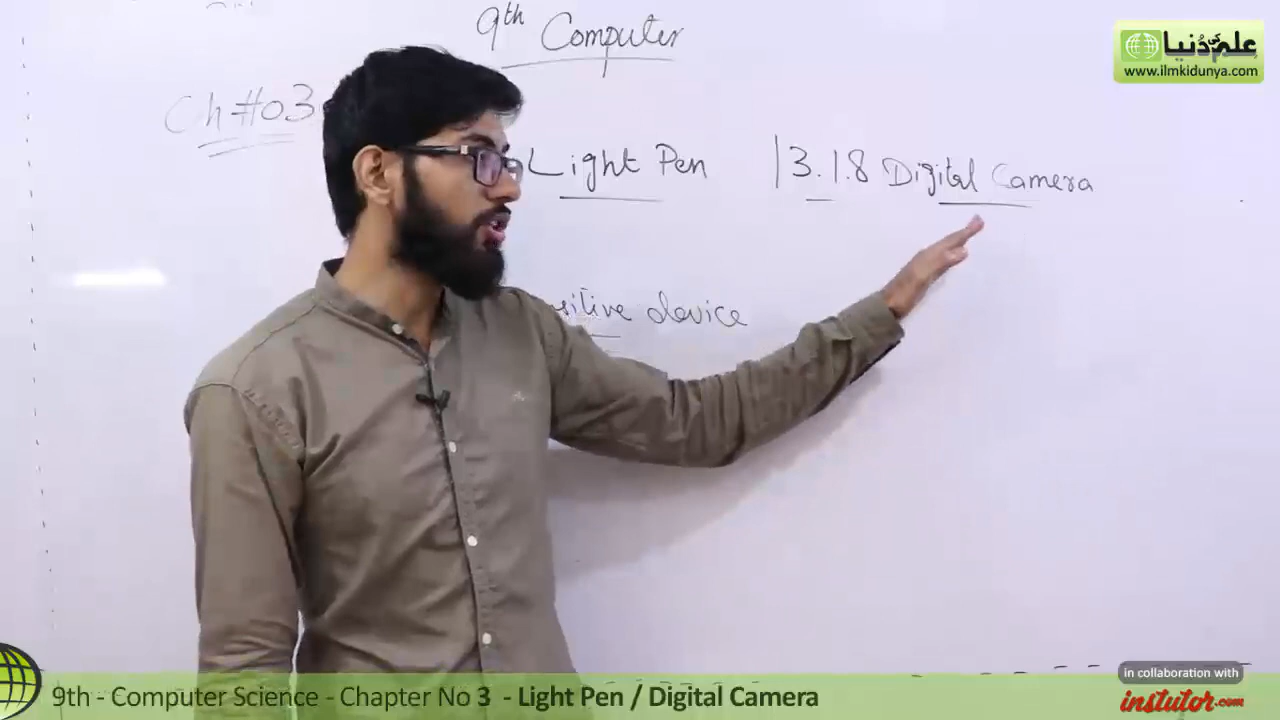 9th Computer
علم کی دُنیا
www.ilmkidunya.com
Ch#03
Light Pen
3.1.8 Digital Camera
sitive device
in collaboration with
9th - Computer Science - Chapter No 3 - Light Pen / Digital Camera
instutor.com